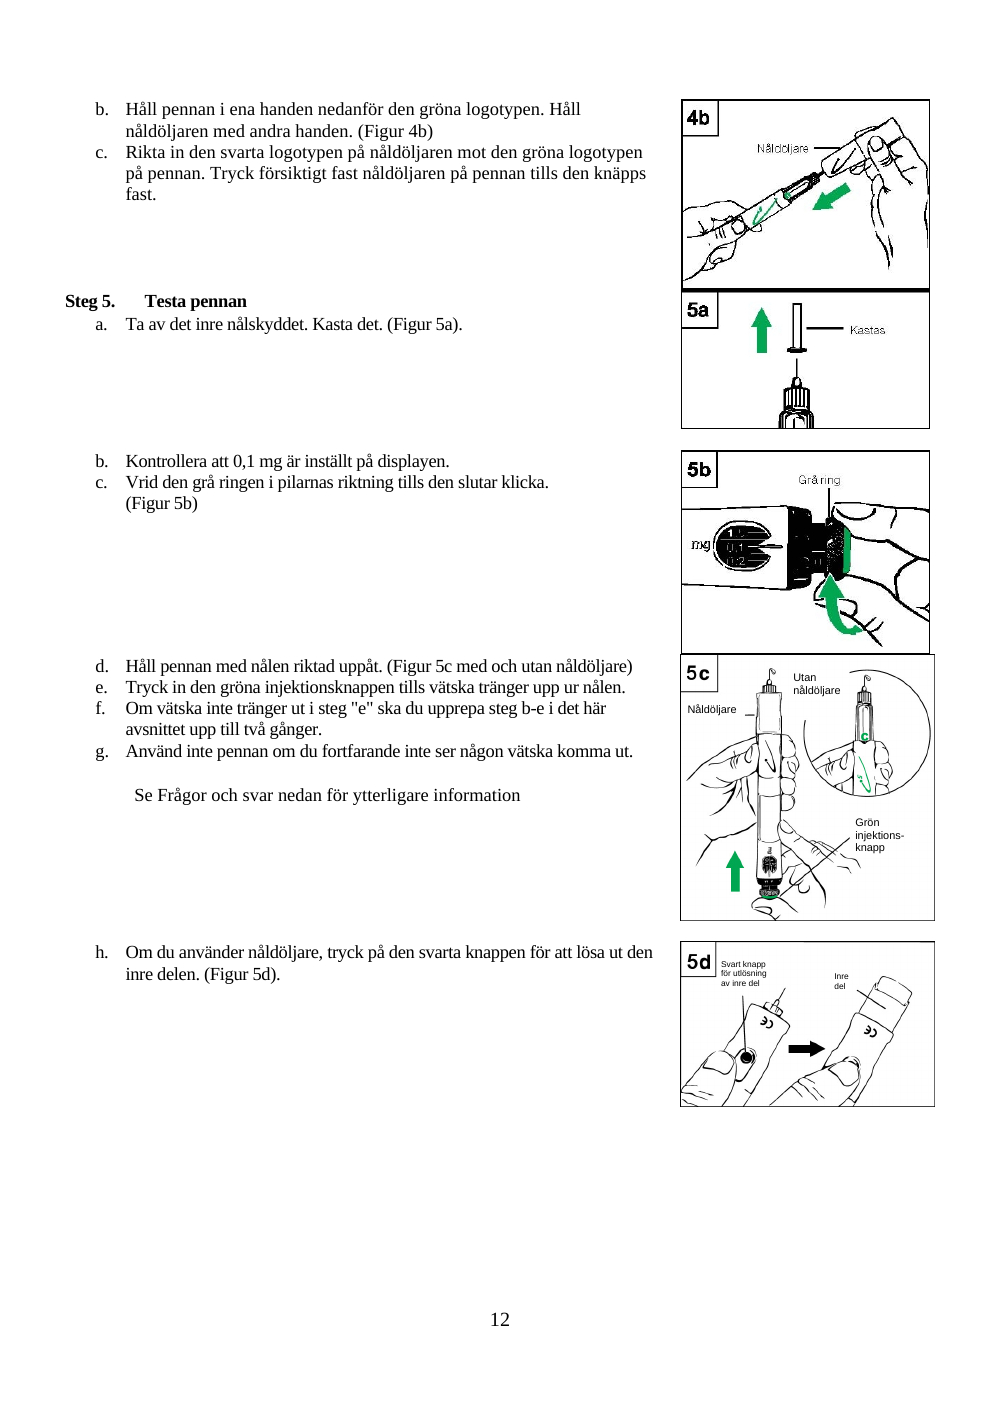 b. Håll pennan i ena handen nedanför den gröna logotypen. Håll
nåldöljaren med andra handen. (Figur 4b)
c. Rikta in den svarta logotypen på nåldöljaren mot den gröna logotypen
på pennan. Tryck försiktigt fast nåldöljaren på pennan tills den knäpps
fast.
4b
Nåldöljare
Steg 5. Testa pennan
a. Ta av det inre nålskyddet. Kasta det. (Figur 5a).
5a
Kastas
b. Kontrollera att 0,1 mg är inställt på displayen.
c. Vrid den grå ringen i pilarnas riktning tills den slutar klicka.
(Figur 5b)
5b
Grå ring
mg
0.1
0.2
d. Håll pennan med nålen riktad uppåt. (Figur 5c med och utan nåldöljare)
e. Tryck in den gröna injektionsknappen tills vätska tränger upp ur nålen.
f. Om vätska inte tränger ut i steg "e" ska du upprepa steg b-e i det här
avsnittet upp till två gånger.
g. Använd inte pennan om du fortfarande inte ser någon vätska komma ut.
Se Frågor och svar nedan för ytterligare information
5c
Utan
nåldöljare
Nåldöljare
C
Grön
injektions-
knapp
h. Om du använder nåldöljare, tryck på den svarta knappen för att lösa ut den
inre delen. (Figur 5d).
5d
Svart knapp
för utlösning
av inre del
Inre
del
CE
CE
12